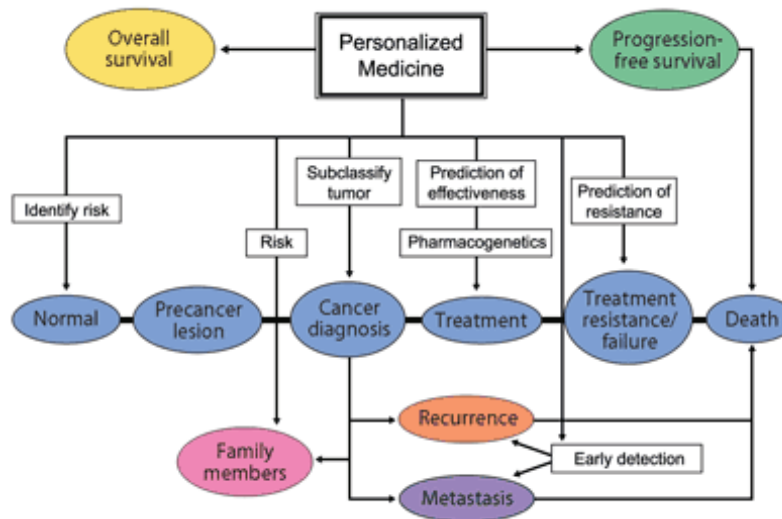 Overall
survival
Personalized
Medicine
Progression-
free survival
Subclassify
tumor
Prediction of
effectiveness
Prediction of
resistance
Identify risk
Risk
Pharmacogenetics
Normal
Precancer
lesion
Cancer
diagnosis
Treatment
Treatment
resistance/
failure
Death
Recurrence
Family
members
Early detection
Metastasis